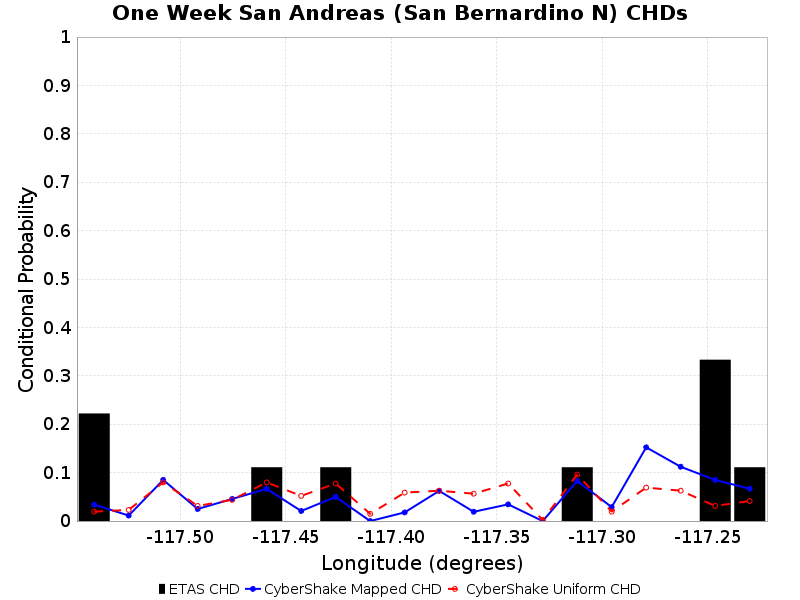 One Week San Andreas (San Bernardino N) CHDs
1
0.9
0.8
0.7
0.6
0.5
0.4
0.3
0.2
0.1
0
Conditional Probability
-117.50 -117.45 -117.40 -117.35 -117.30 -117.25
Longitude (degrees)
ETAS CHD CyberShake Mapped CHD CyberShake Uniform CHD